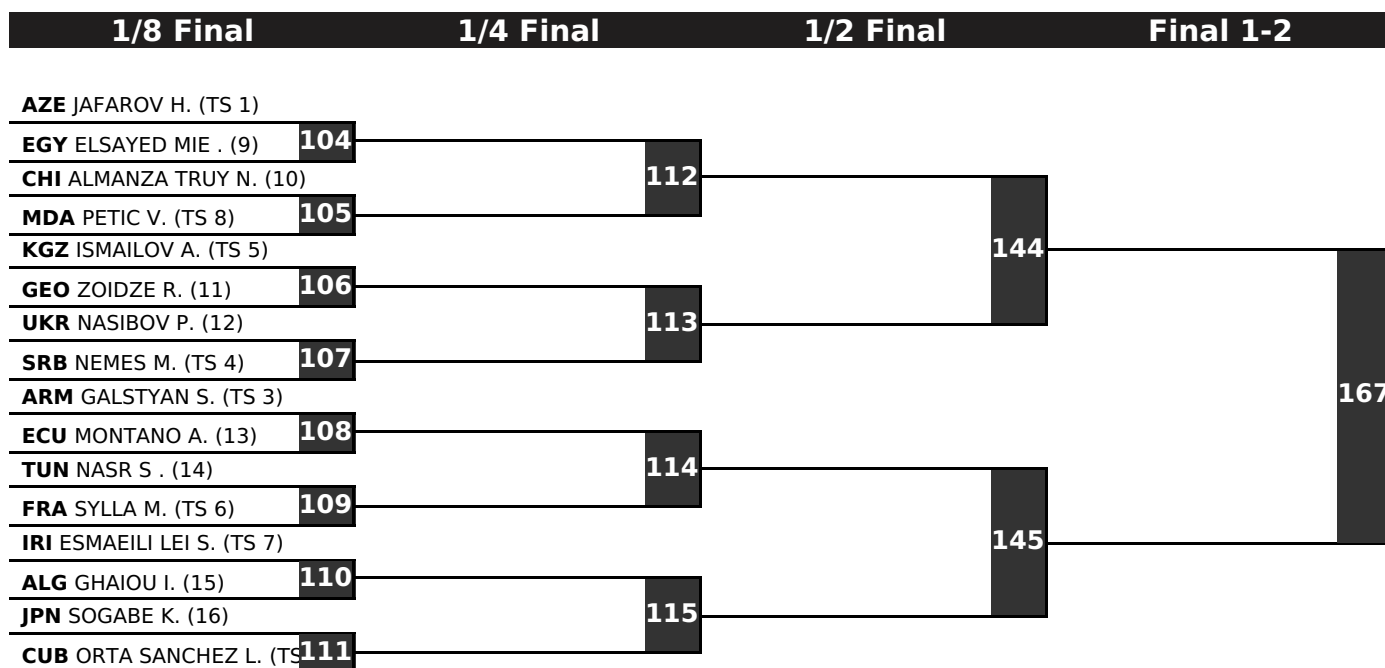 1/8 Final 1/4 Final 1/2 Final Final 1-2
AZE JAFAROV H. (TS 1)
EGY ELSAYED MIE . (9) 104
CHI ALMANZA TRUY N. (10) 112
MDA PETIC V. (TS 8) 105
KGZ ISMAILOV A. (TS 5) 144
GEO ZOIDZE R. (11) 106
UKR NASIBOV P. (12) 113
SRB NEMES M. (TS 4) 107
ARM GALSTYAN S. (TS 3) 167
ECU MONTANO A. (13) 108
TUN NASR S . (14) 114
FRA SYLLA M. (TS 6) 109
IRI ESMAEILI LEI S. (TS 7) 145
ALG GHAIOU I. (15) 110
JPN SOGABE K. (16) 115
CUB ORTA SANCHEZ L. (TS 111